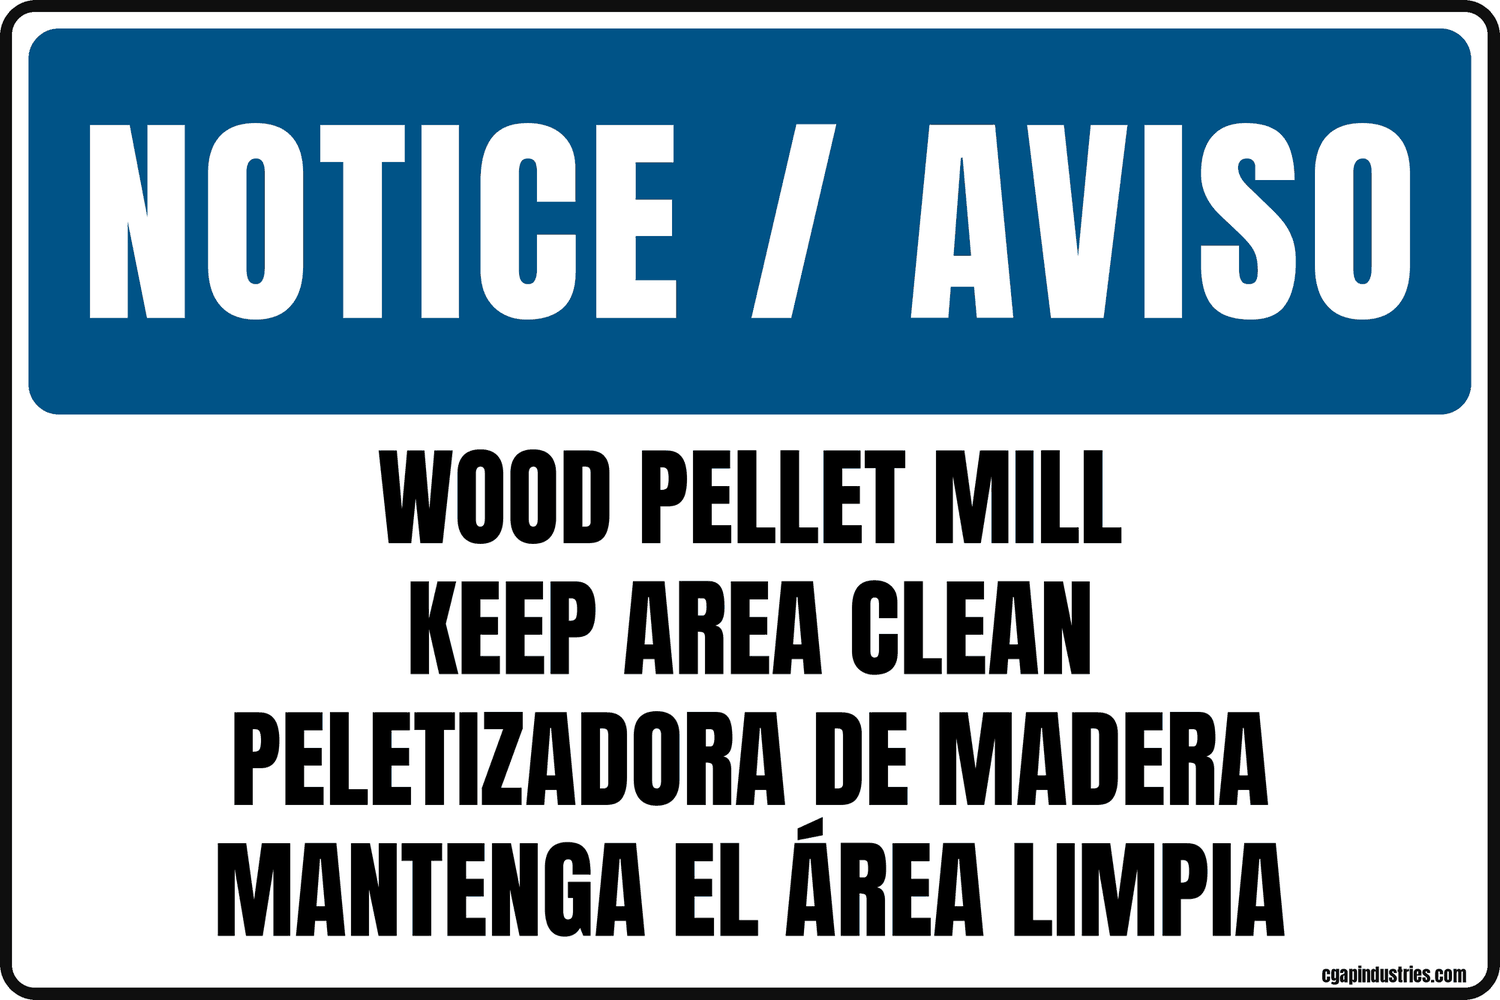 NOTICE / AVISO
WOOD PELLET MILL
KEEP AREA CLEAN
PELETIZADORA DE MADERA
MANTENGA EL ÁREA LIMPIA
cgapindustries.com